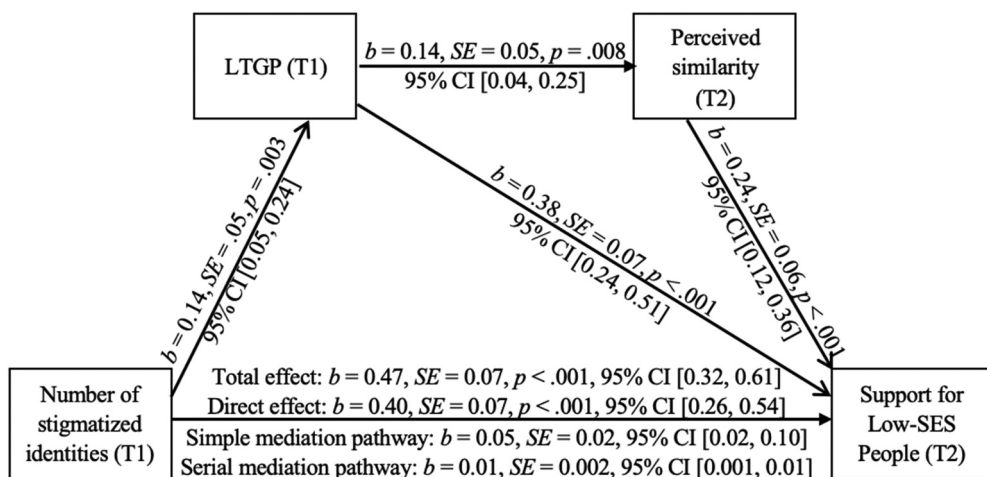 LTGP (T1)
b = 0.14, SE = 0.05, p = .008
95% CI [0.04, 0.25]
Perceived
similarity
(T2)
b = 0.14, SE = .05, p = .003
95% CI [0.05, 0.24]
b = 0.38, SE = 0.07, p < .001
95% CI [0.24, 0.51]
b = 0.24, SE = 0.06, p < .001
95% CI [0.12, 0.36]
Number of
stigmatized
identities (T1)
Total effect: b = 0.47, SE = 0.07, p < .001, 95% CI [0.32, 0.61]
Direct effect: b = 0.40, SE = 0.07, p < .001, 95% CI [0.26, 0.54]
Simple mediation pathway: b = 0.05, SE = 0.02, 95% CI [0.02, 0.10]
Serial mediation pathway: b = 0.01, SE = 0.002, 95% CI [0.001, 0.01]
Support for
Low-SES
People (T2)